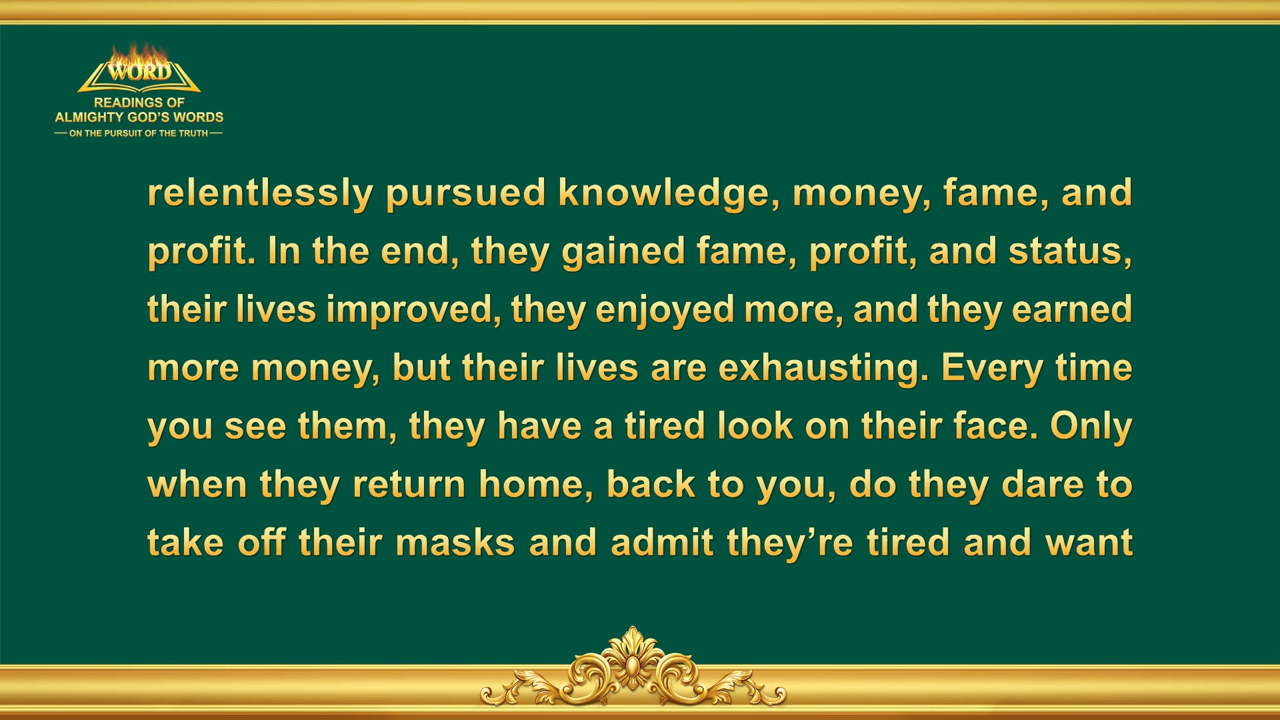 WORD
READINGS OF
ALMIGHTY GOD'S WORDS
— ON THE PURSUIT OF THE TRUTH —
relentlessly pursued knowledge, money, fame, and
profit. In the end, they gained fame, profit, and status,
their lives improved, they enjoyed more, and they earned
more money, but their lives are exhausting. Every time
you see them, they have a tired look on their face. Only
when they return home, back to you, do they dare to
take off their masks and admit they’re tired and want